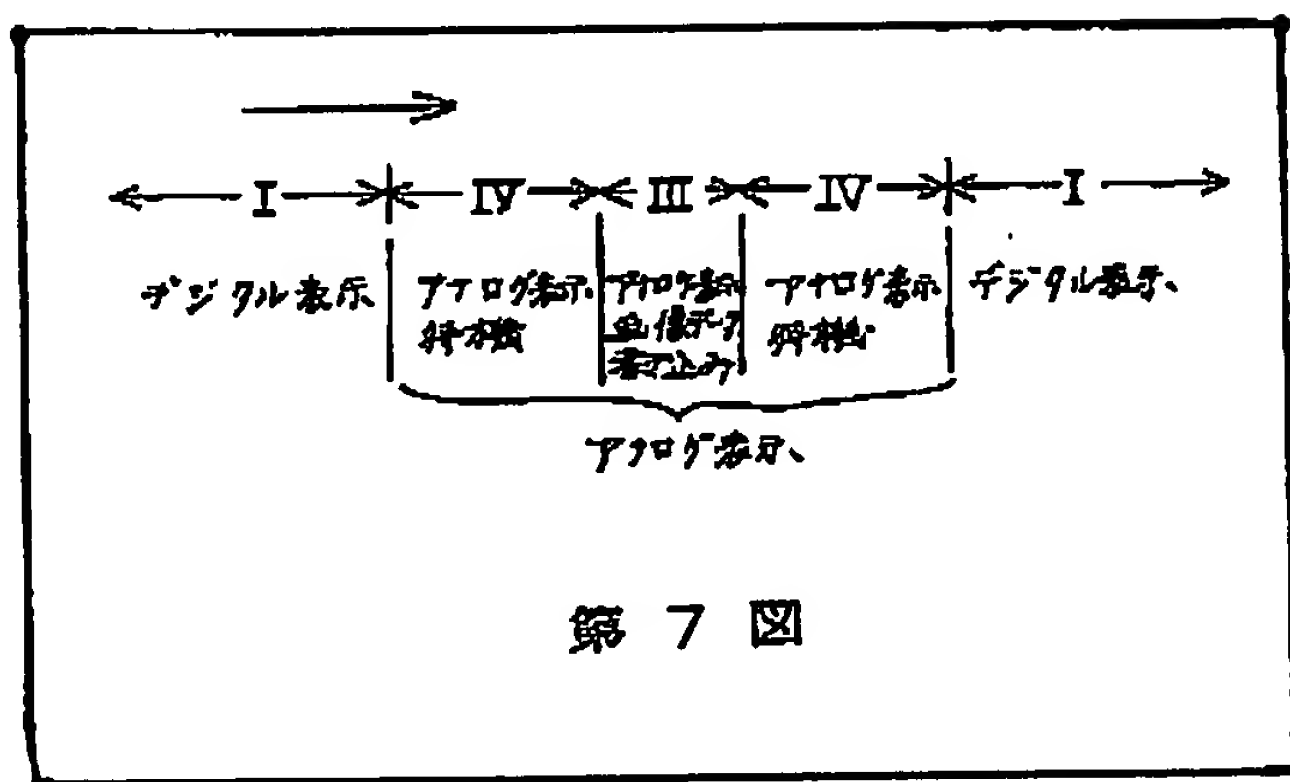 I IV III IV I
デジタル表示 アナログ表示 アナログ表示 アナログ表示 デジタル表示
待機 画像データ 待機
書込み
アナログ表示
第 7 図